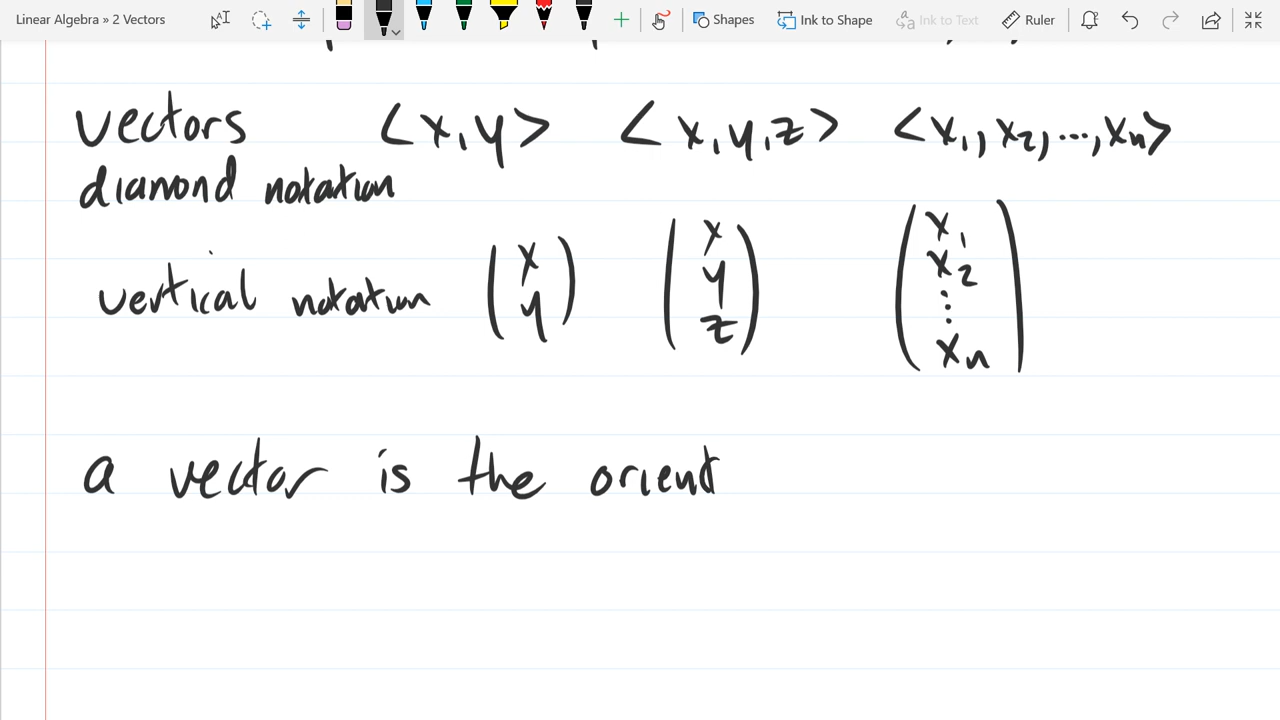 Linear Algebra » 2 Vectors
Shapes
Ink to Shape
Ink to Text
Ruler
vectors <x,y> <x,y,z> <x₁,x₂,...,xₙ>
diamond notation
vertical notation (x y) (x y z) (x₁ x₂ ⋮ xₙ)
a vector is the orient